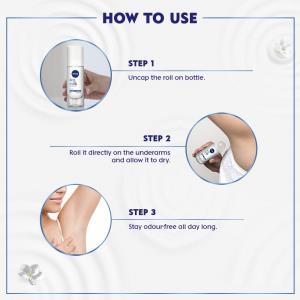 HOW TO USE
STEP 1
Uncap the roll on bottle.
NIVEA
STEP 2
Roll it directly on the underarms
and allow it to dry.
STEP 3
Stay odour-free all day long.